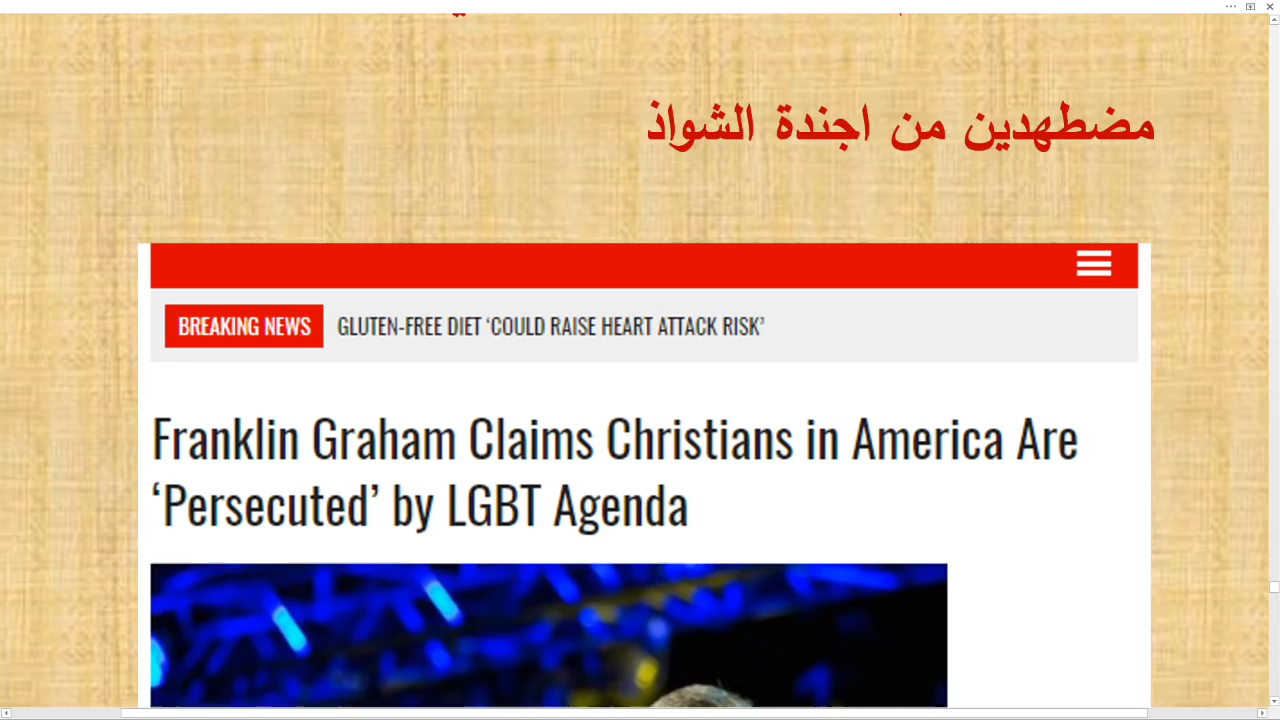 مضطهدين من اجندة الشواذ
BREAKING NEWS GLUTEN-FREE DIET ‘COULD RAISE HEART ATTACK RISK’
Franklin Graham Claims Christians in America Are
‘Persecuted’ by LGBT Agenda